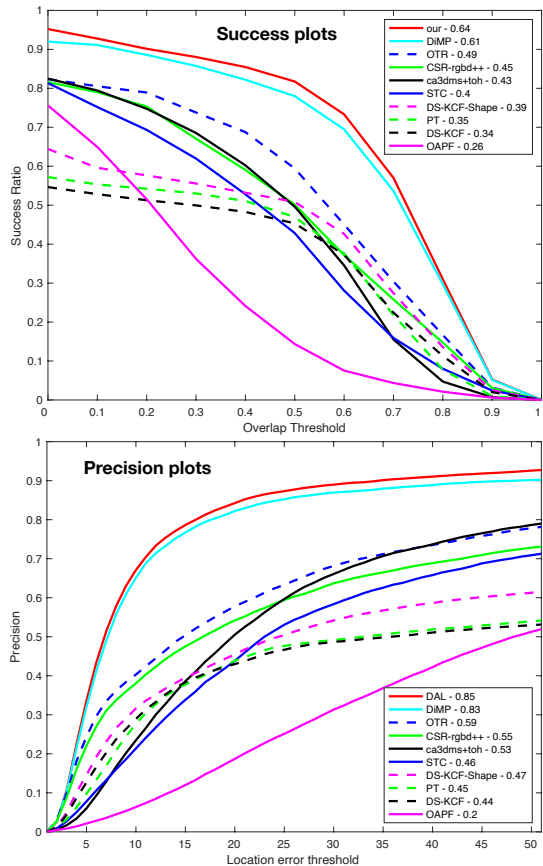 Success plots
1
0.9
0.8
0.7
0.6
0.5
0.4
0.3
0.2
0.1
0
Success Ratio
our - 0.64
DiMP - 0.61
OTR - 0.49
CSR-rgbd++ - 0.45
ca3dms+toh - 0.43
STC - 0.4
DS-KCF-Shape - 0.39
PT - 0.35
DS-KCF - 0.34
OAPF - 0.26
0 0.1 0.2 0.3 0.4 0.5 0.6 0.7 0.8 0.9 1
Overlap Threshold
Precision plots
1
0.9
0.8
0.7
0.6
0.5
0.4
0.3
0.2
0.1
0
Precision
DAL - 0.85
DiMP - 0.83
OTR - 0.59
CSR-rgbd++ - 0.55
ca3dms+toh - 0.53
STC - 0.46
DS-KCF-Shape - 0.47
PT - 0.45
DS-KCF - 0.44
OAPF - 0.2
5 10 15 20 25 30 35 40 45 50
Location error threshold